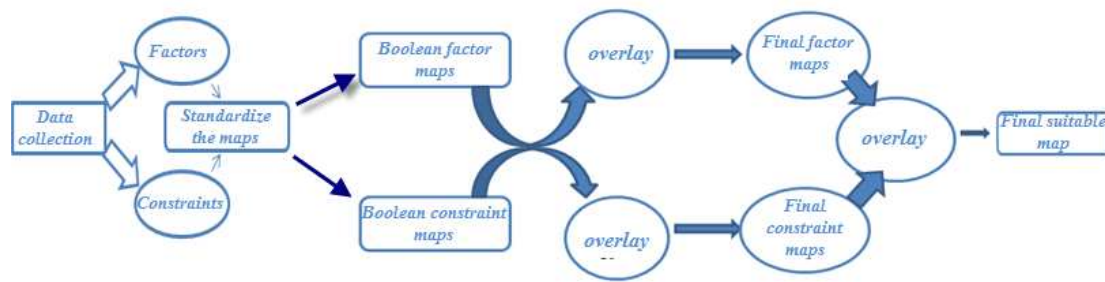 Factors
Data
collection
Standardize
the maps
Constraints
Boolean factor
maps
Boolean constraint
maps
overlay
overlay
Final factor
maps
Final
constraint
maps
overlay
Final suitable
map